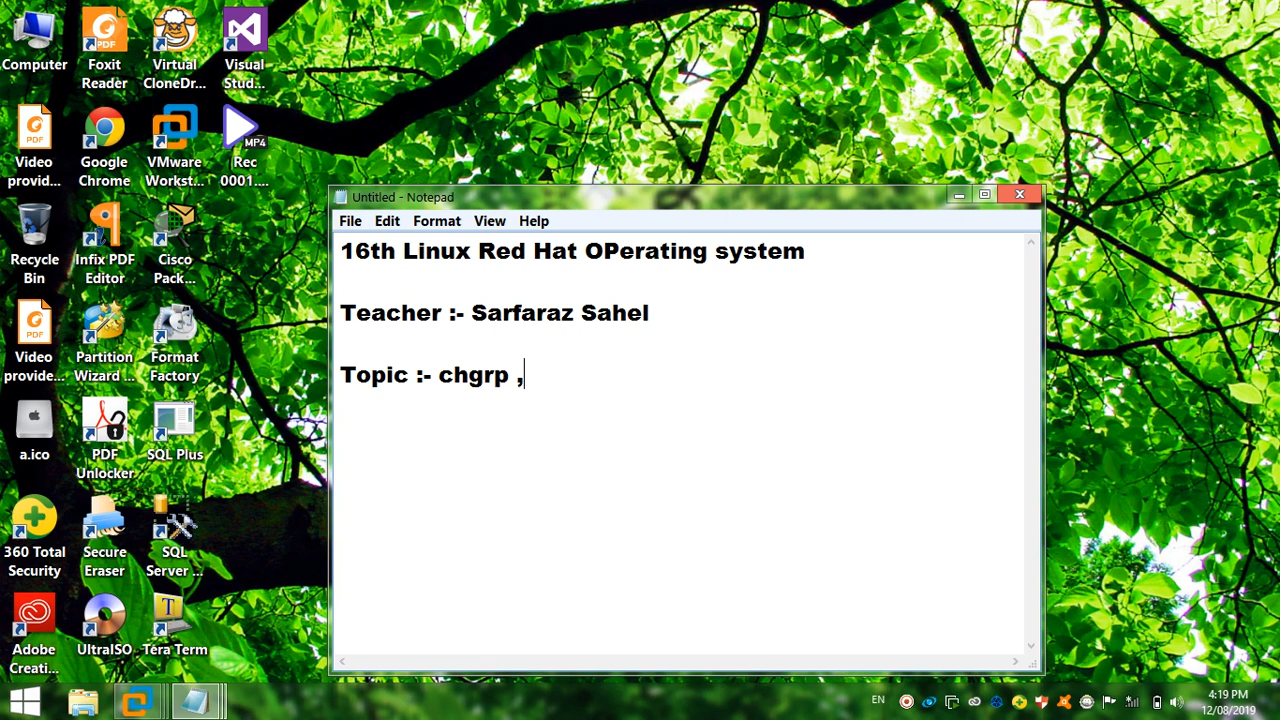 Computer
Foxit
Reader
Virtual
CloneDr...
Visual
Stud...
Video
provid...
Google
Chrome
VMware
Workst...
Rec
0001....
MP4
PDF
Recycle
Bin
Infix PDF
Editor
Cisco
Pack...
Video
provide...
Partition
Wizard ...
Format
Factory
a.ico
PDF
Unlocker
SQL Plus
360 Total
Security
Secure
Eraser
SQL
Server ...
Adobe
Creati...
UltraISO
Tera Term
Untitled - Notepad
File Edit Format View Help
16th Linux Red Hat OPerating system
Teacher :- Sarfaraz Sahel
Topic :- chgrp ,
EN
4:19 PM
12/08/2019